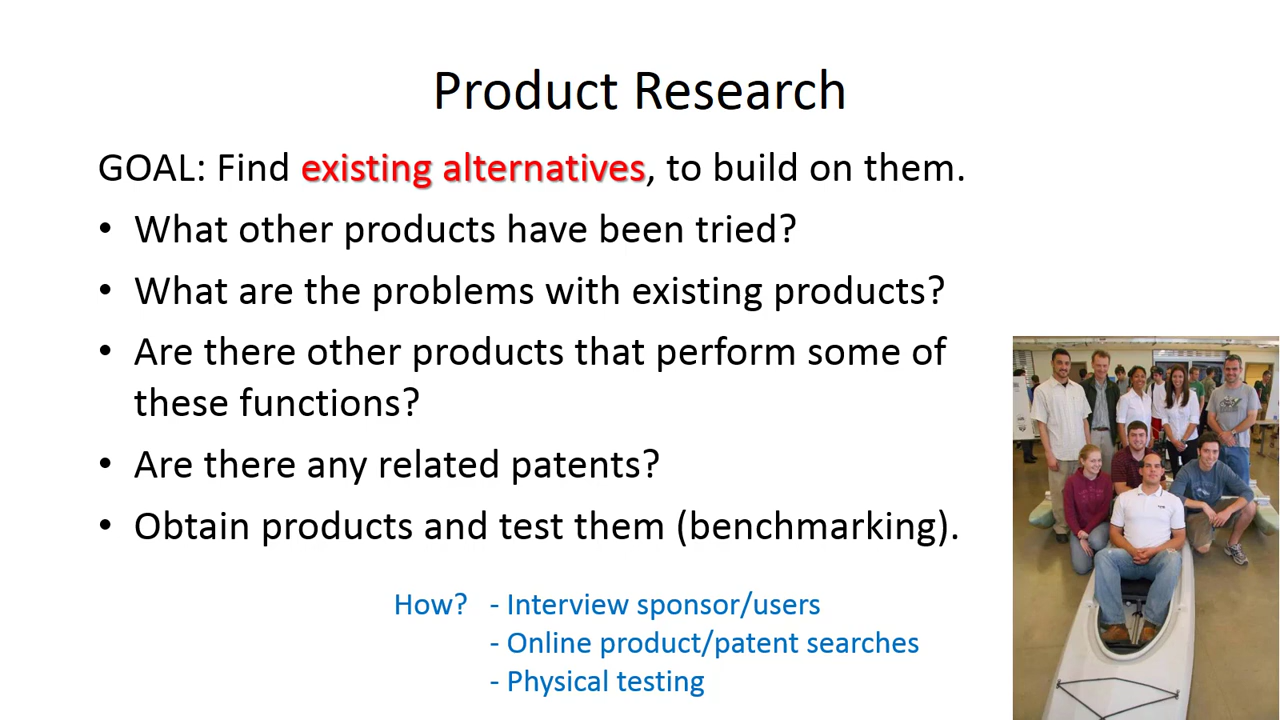 Product Research
GOAL: Find existing alternatives, to build on them.
• What other products have been tried?
• What are the problems with existing products?
• Are there other products that perform some of
these functions?
• Are there any related patents?
• Obtain products and test them (benchmarking).
How? - Interview sponsor/users
- Online product/patent searches
- Physical testing